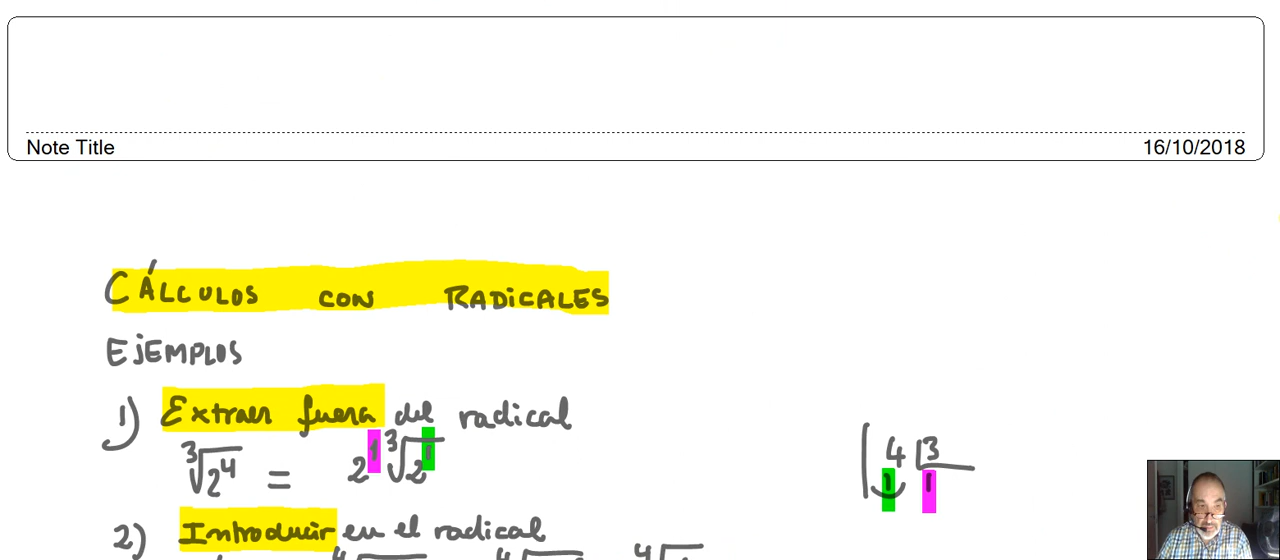 Note Title 16/10/2018
CÁLCULOS CON RADICALES
EJEMPLOS
1) Extraer fuera del radical
∛2⁴ = 2¹ ∛2¹
4 3
1 1
2) Introducir en el radical